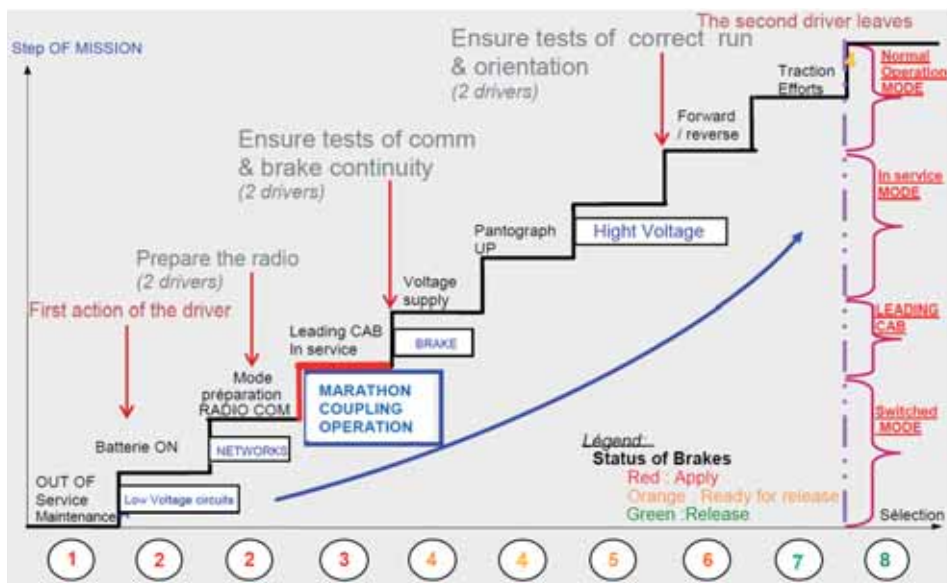 The second driver leaves
Step OF MISSION
Ensure tests of correct run
& orientation
(2 drivers)
Normal
Operation
MODE
Traction
Efforts
Forward
/ reverse
Ensure tests of comm
& brake continuity
(2 drivers)
In service
MODE
Hight Voltage
Pantograph
UP
Prepare the radio
(2 drivers)
Voltage
supply
First action of the driver
LEADING
CAB
BRAKE
Leading CAB
In service
Mode
préparation
RADIO COM
MARATHON
COUPLING
OPERATION
Switched
MODE
Batterie ON
NETWORKS
Légend:
Status of Brakes
Red : Apply
Orange : Ready for release
Green :Release
OUT OF
Service
Maintenance
Low Voltage circuits
Sélection
1 2 2 3 4 4 5 6 7 8